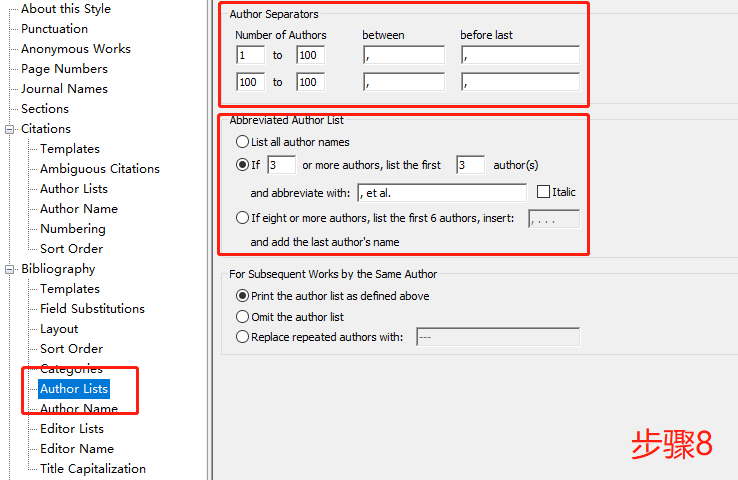 About this Style
Punctuation
Anonymous Works
Page Numbers
Journal Names
Sections
Citations
Templates
Ambiguous Citations
Author Lists
Author Name
Numbering
Sort Order
Bibliography
Templates
Field Substitutions
Layout
Sort Order
Categories
Author Lists
Author Name
Editor Lists
Editor Name
Title Capitalization
Author Separators
Number of Authors between before last
1 to 100 , ,
100 to 100 , ,
Abbreviated Author List
List all author names
If 3 or more authors, list the first 3 author(s)
and abbreviate with: , et al. Italic
If eight or more authors, list the first 6 authors, insert: , . . .
and add the last author's name
For Subsequent Works by the Same Author
Print the author list as defined above
Omit the author list
Replace repeated authors with: ---
步骤8